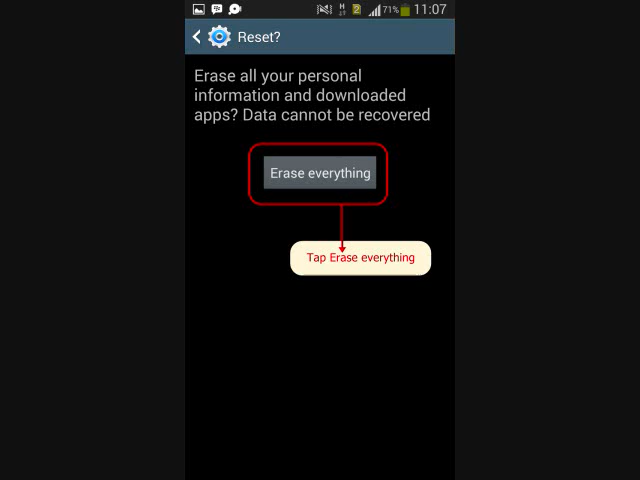 71% 11:07
Reset?
Erase all your personal
information and downloaded
apps? Data cannot be recovered
Erase everything
Tap Erase everything